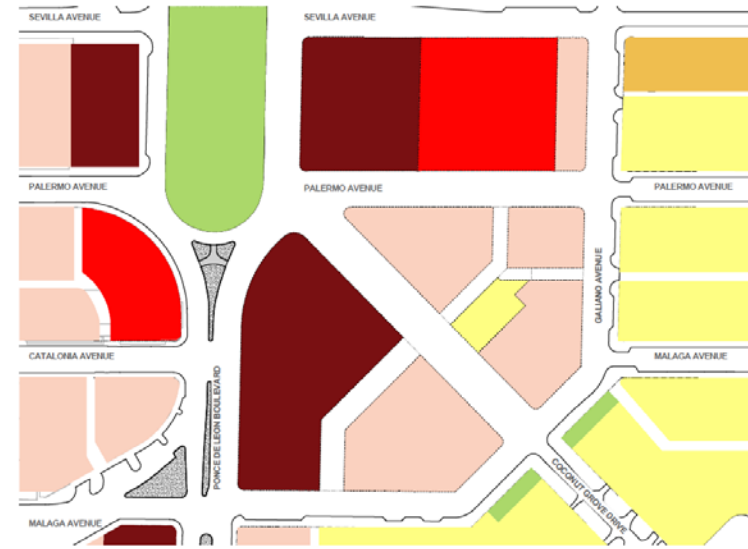 SEVILLA AVENUE
SEVILLA AVENUE
PALERMO AVENUE
PALERMO AVENUE
PALERMO AVENUE
GALIANO AVENUE
CATALONIA AVENUE
MALAGA AVENUE
PONCE DE LEON BOULEVARD
COCONUT GROVE DRIVE
MALAGA AVENUE